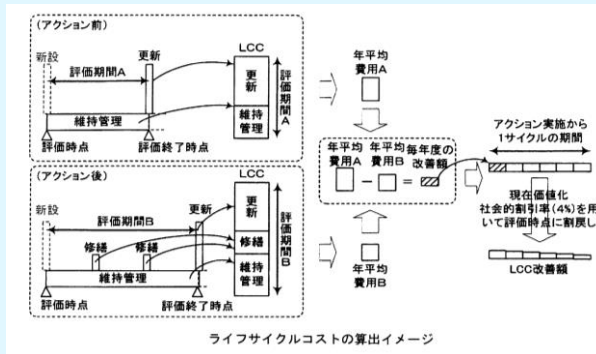 (アクション前)
新設
更新
評価期間A
維持管理
評価時点
評価終了時点
LCC
更新
維持
管理
評価期間A
年平均
費用A
(アクション後)
新設
更新
評価期間B
修繕
修繕
維持管理
評価時点
評価終了時点
LCC
更新
修繕
維持
管理
評価期間B
年平均
費用B
年平均
費用A
-
年平均
費用B
=
毎年度の
改善額
アクション実施から
1サイクルの期間
現在価値化
社会的割引率(4%)を用
いて評価時点に割戻し
LCC改善額
ライフサイクルコストの算出イメージ